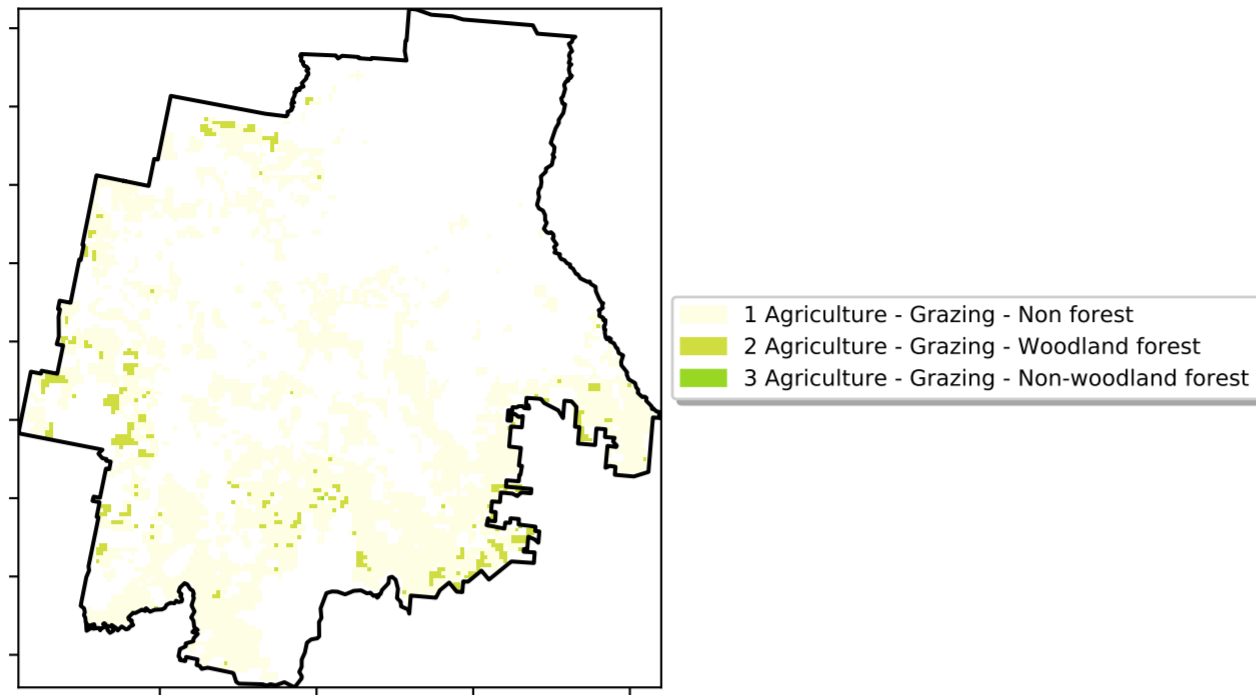 1 Agriculture - Grazing - Non forest
2 Agriculture - Grazing - Woodland forest
3 Agriculture - Grazing - Non-woodland forest